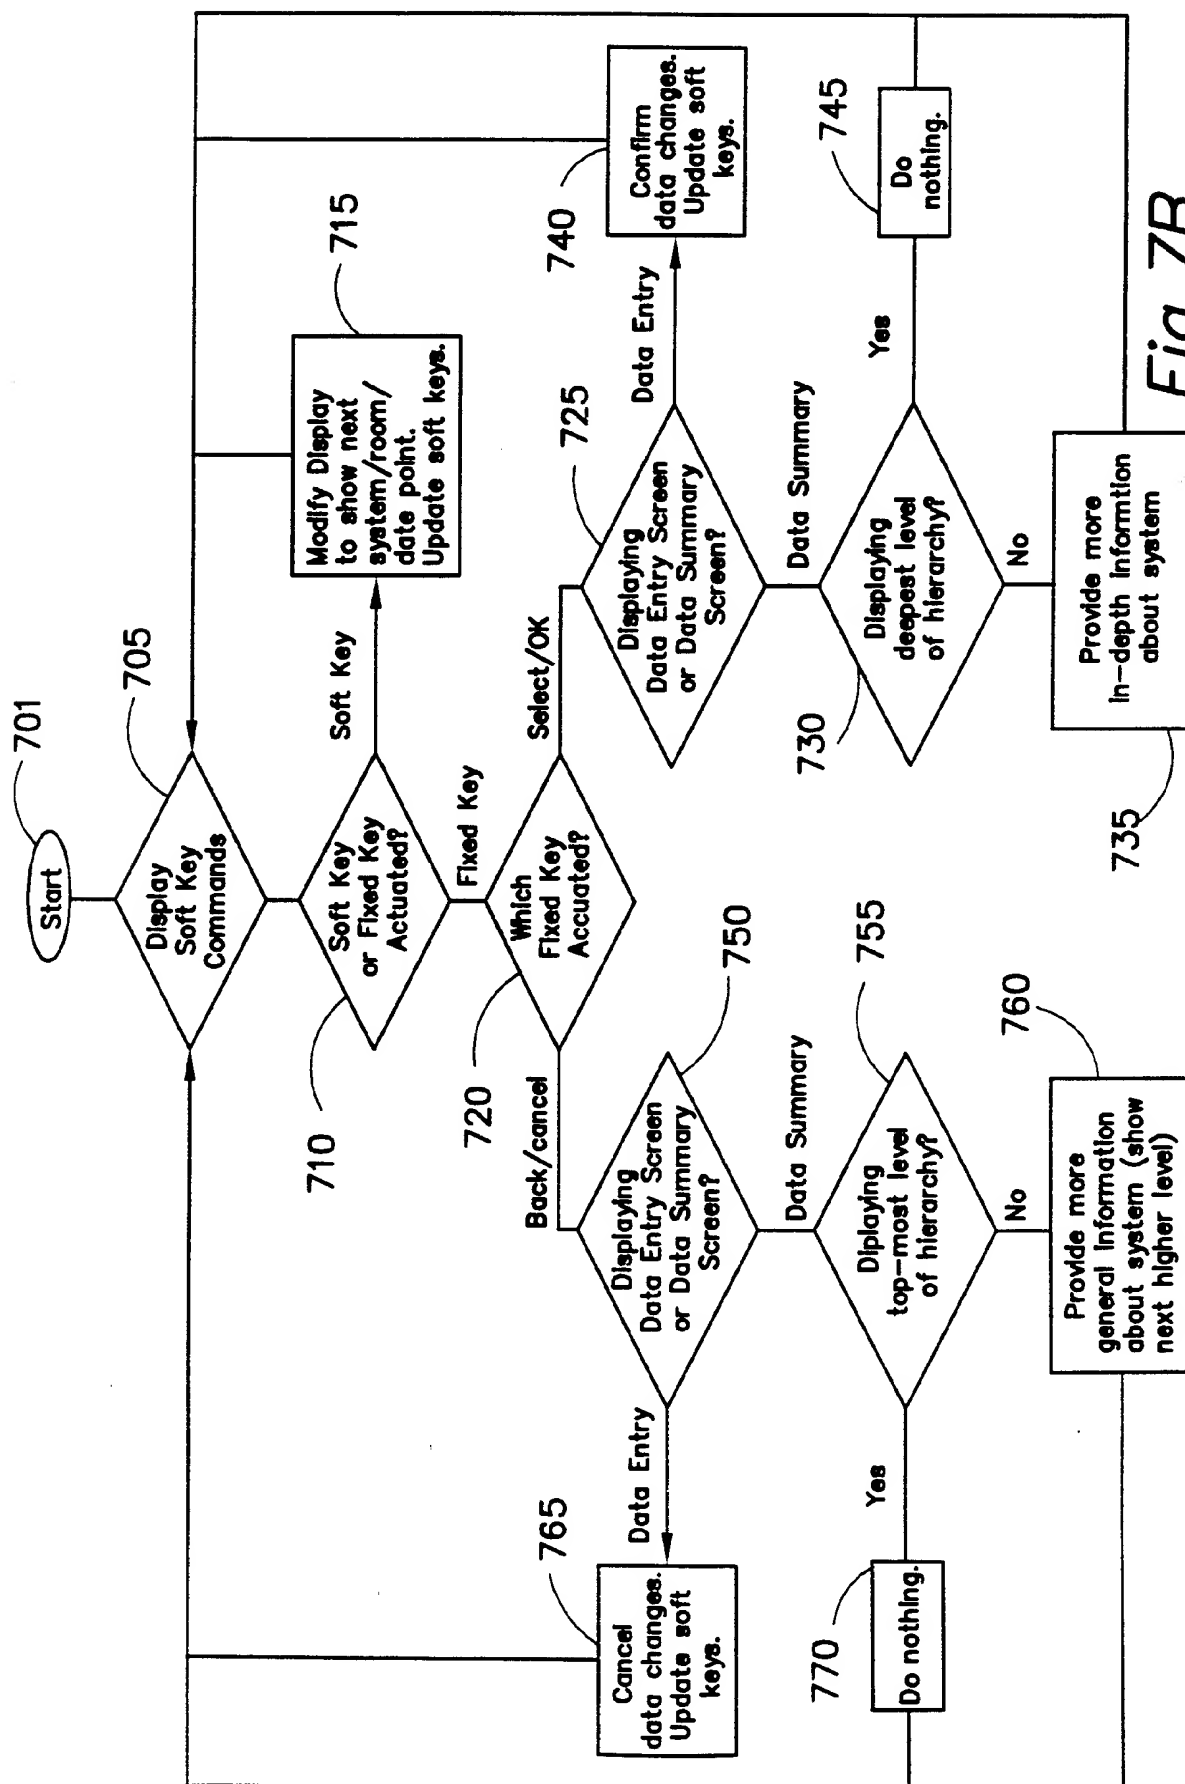 Start
701
Display
Soft Key
Commands
705
Soft Key
or Fixed Key
Actuated?
710
Soft Key
Modify Display
to show next
system/room/
date point.
Update soft keys.
715
Fixed Key
Which
Fixed Key
Accuated?
720
Back/cancel
Select/OK
Displaying
Data Entry Screen
or Data Summary
Screen?
750
Displaying
Data Entry Screen
or Data Summary
Screen?
725
Data Entry
Cancel
data changes.
Update soft
keys.
765
Data Entry
Confirm
data changes.
Update soft
keys.
740
Data Summary
Data Summary
Diplaying
top-most level
of hierarchy?
755
Displaying
deepest level
of hierarchy?
730
Yes
Do nothing.
770
Yes
Do
nothing.
745
No
No
Provide more
general information
about system (show
next higher level)
760
Provide more
in-depth information
about system
735
Fig. 7B